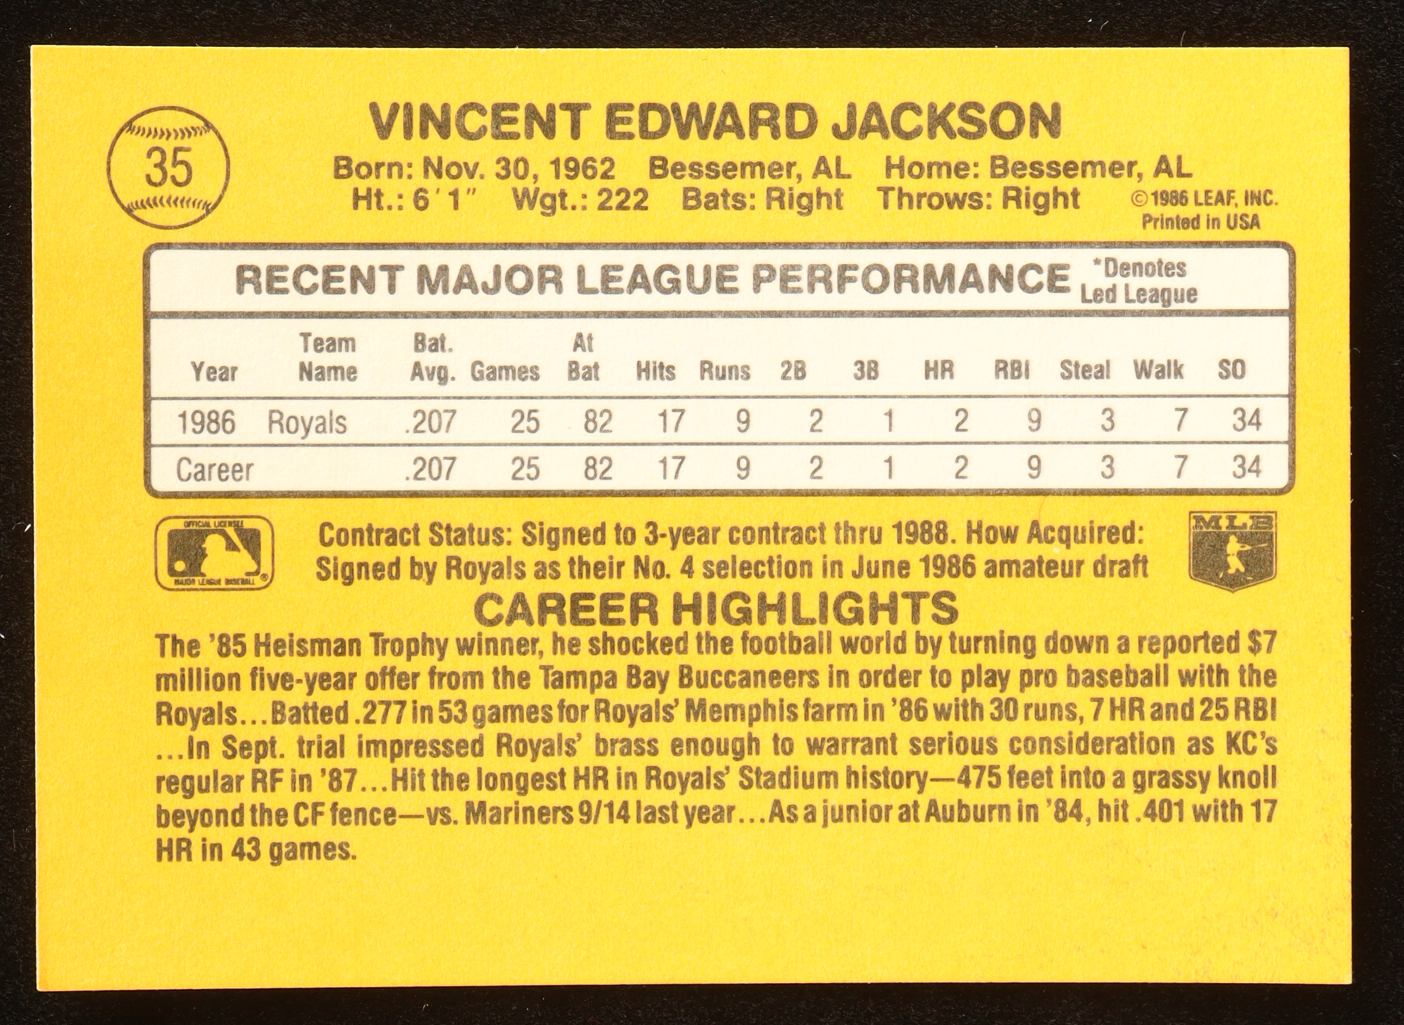 VINCENT EDWARD JACKSON
35
Born: Nov. 30, 1962 Bessemer, AL Home: Bessemer, AL
Ht.: 6'1" Wgt.: 222 Bats: Right Throws: Right
©1986 LEAF, INC.
Printed in USA
RECENT MAJOR LEAGUE PERFORMANCE *Denotes Led League
Year Team Name Bat. Avg. Games At Bat Hits Runs 2B 3B HR RBI Steal Walk SO
1986 Royals .207 25 82 17 9 2 1 2 9 3 7 34
Career .207 25 82 17 9 2 1 2 9 3 7 34
OFFICIAL LICENSEE
MAJOR LEAGUE BASEBALL®
Contract Status: Signed to 3-year contract thru 1988. How Acquired:
Signed by Royals as their No. 4 selection in June 1986 amateur draft
MLB
CAREER HIGHLIGHTS
The '85 Heisman Trophy winner, he shocked the football world by turning down a reported $7
million five-year offer from the Tampa Bay Buccaneers in order to play pro baseball with the
Royals...Batted .277 in 53 games for Royals' Memphis farm in '86 with 30 runs, 7 HR and 25 RBI
...In Sept. trial impressed Royals' brass enough to warrant serious consideration as KC's
regular RF in '87...Hit the longest HR in Royals' Stadium history—475 feet into a grassy knoll
beyond the CF fence—vs. Mariners 9/14 last year...As a junior at Auburn in '84, hit .401 with 17
HR in 43 games.